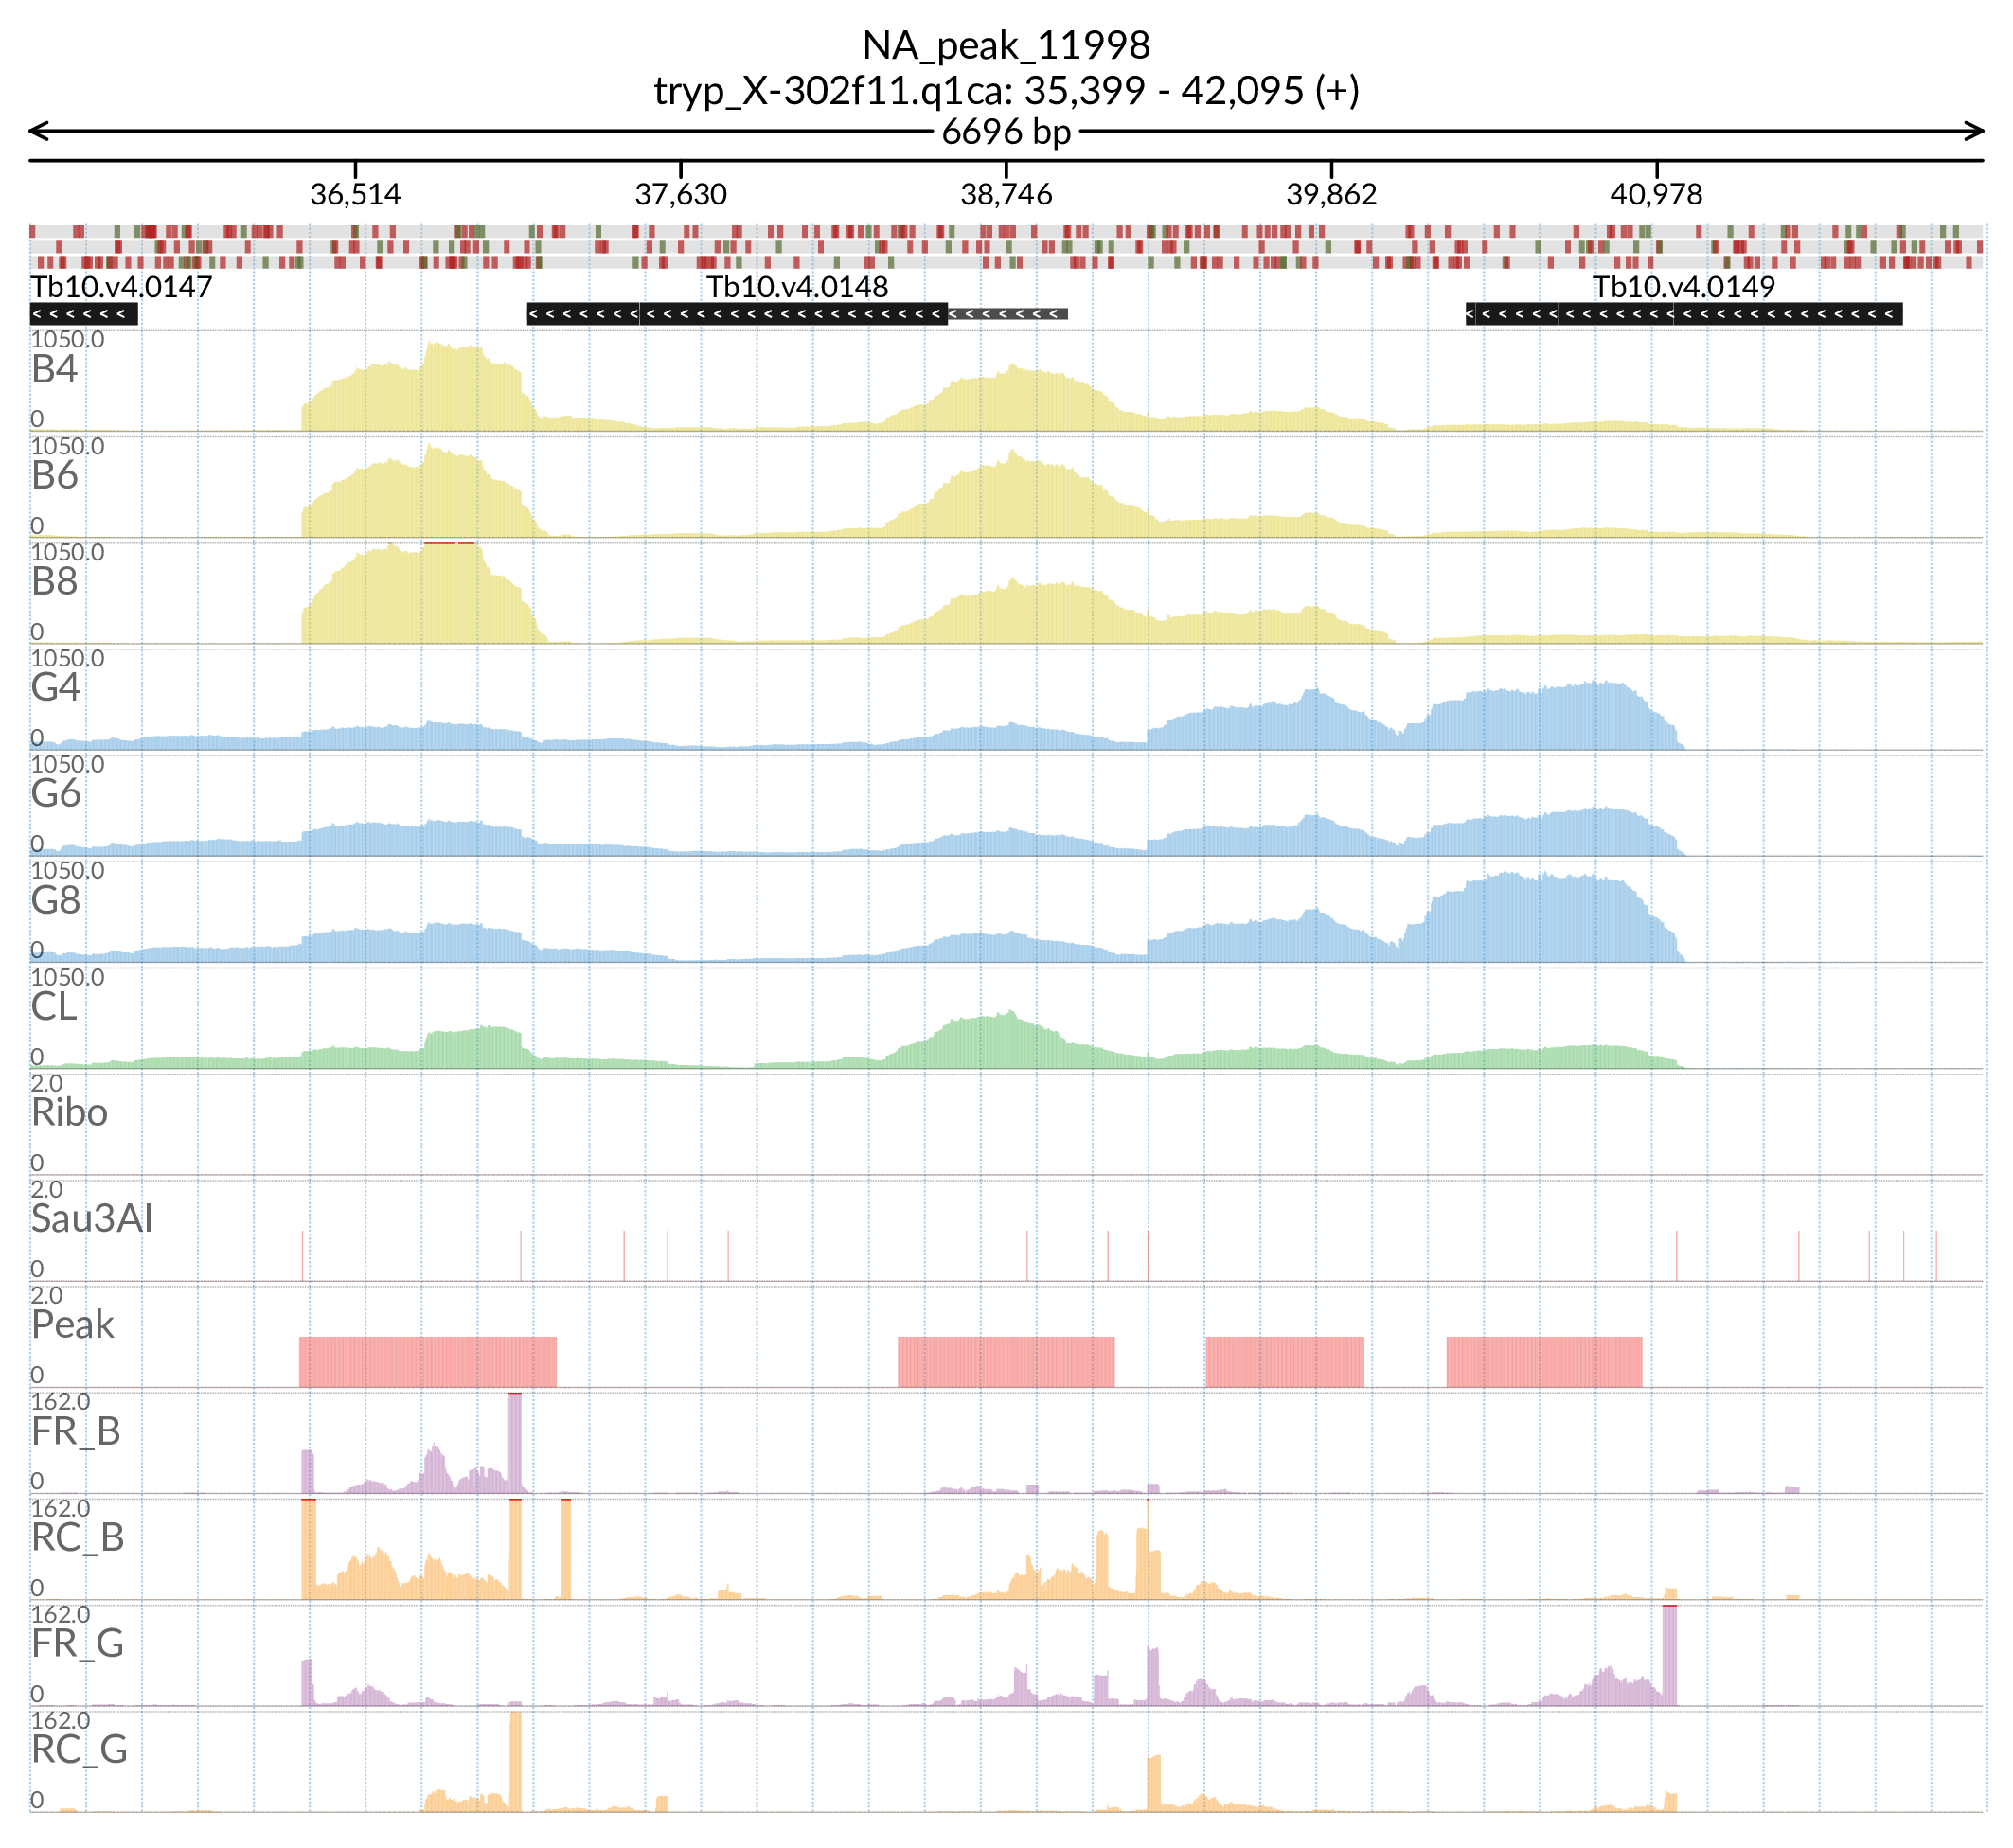 NA_peak_11998
tryp_X-302f11.q1ca: 35,399 - 42,095 (+)
6696 bp
36,514 37,630 38,746 39,862 40,978
Tb10.v4.0147 Tb10.v4.0148 Tb10.v4.0149
1050.0
B4
0
1050.0
B6
0
1050.0
B8
0
1050.0
G4
0
1050.0
G6
0
1050.0
G8
0
1050.0
CL
0
2.0
Ribo
0
2.0
Sau3AI
0
2.0
Peak
0
162.0
FR_B
0
162.0
RC_B
0
162.0
FR_G
0
162.0
RC_G
0